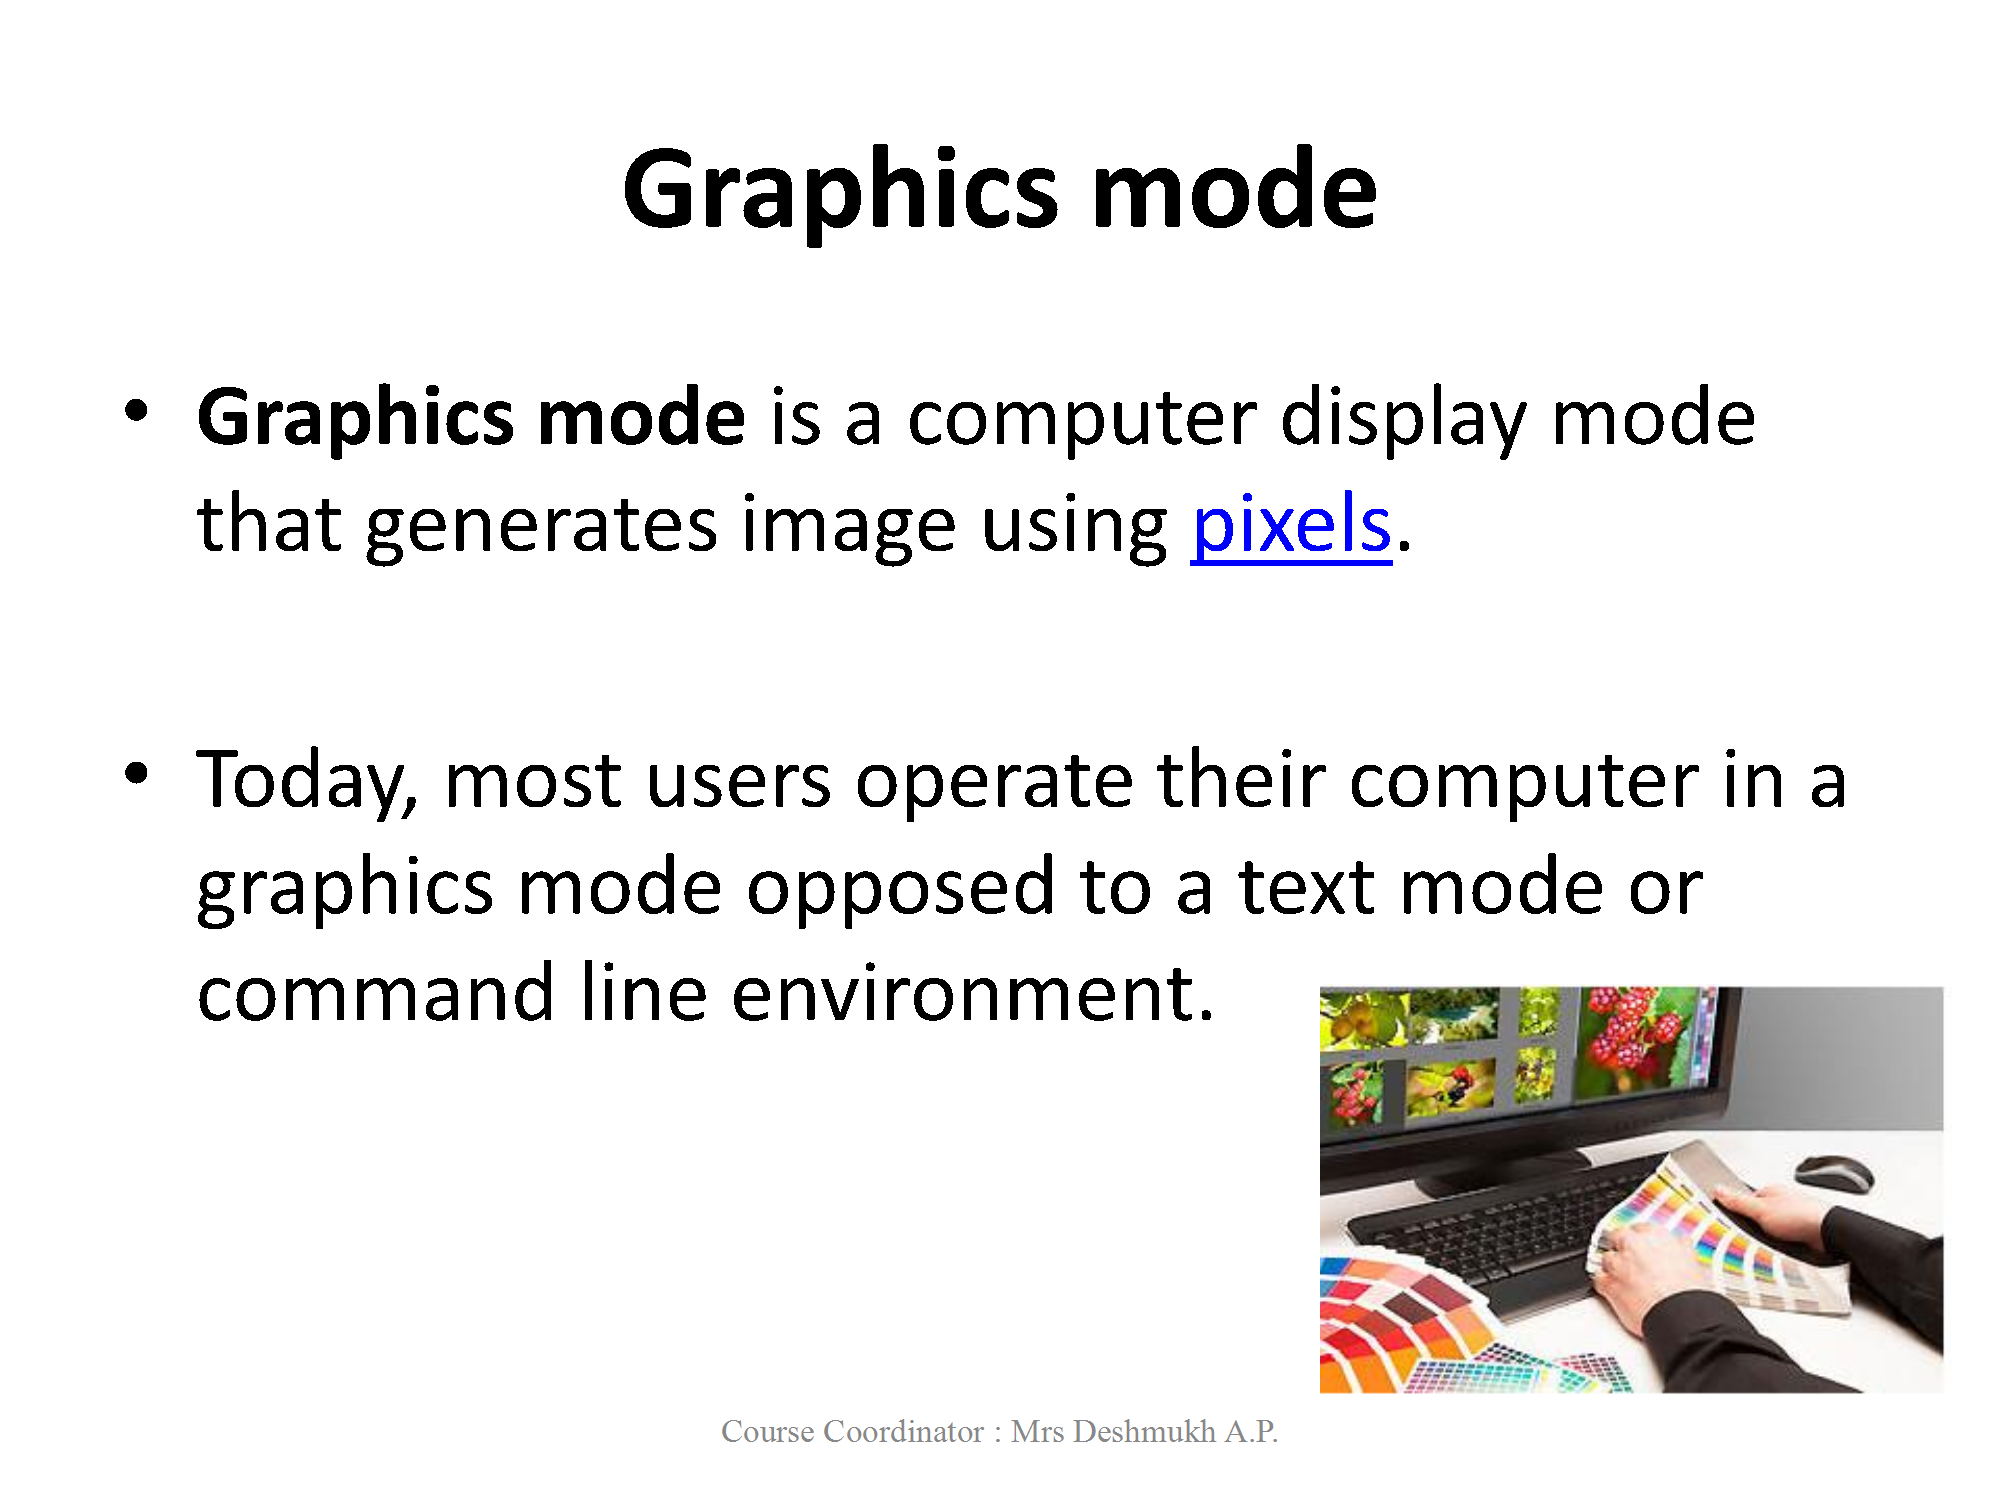 Graphics mode
• Graphics mode is a computer display mode
that generates image using pixels.
• Today, most users operate their computer in a
graphics mode opposed to a text mode or
command line environment.
Course Coordinator : Mrs Deshmukh A.P.